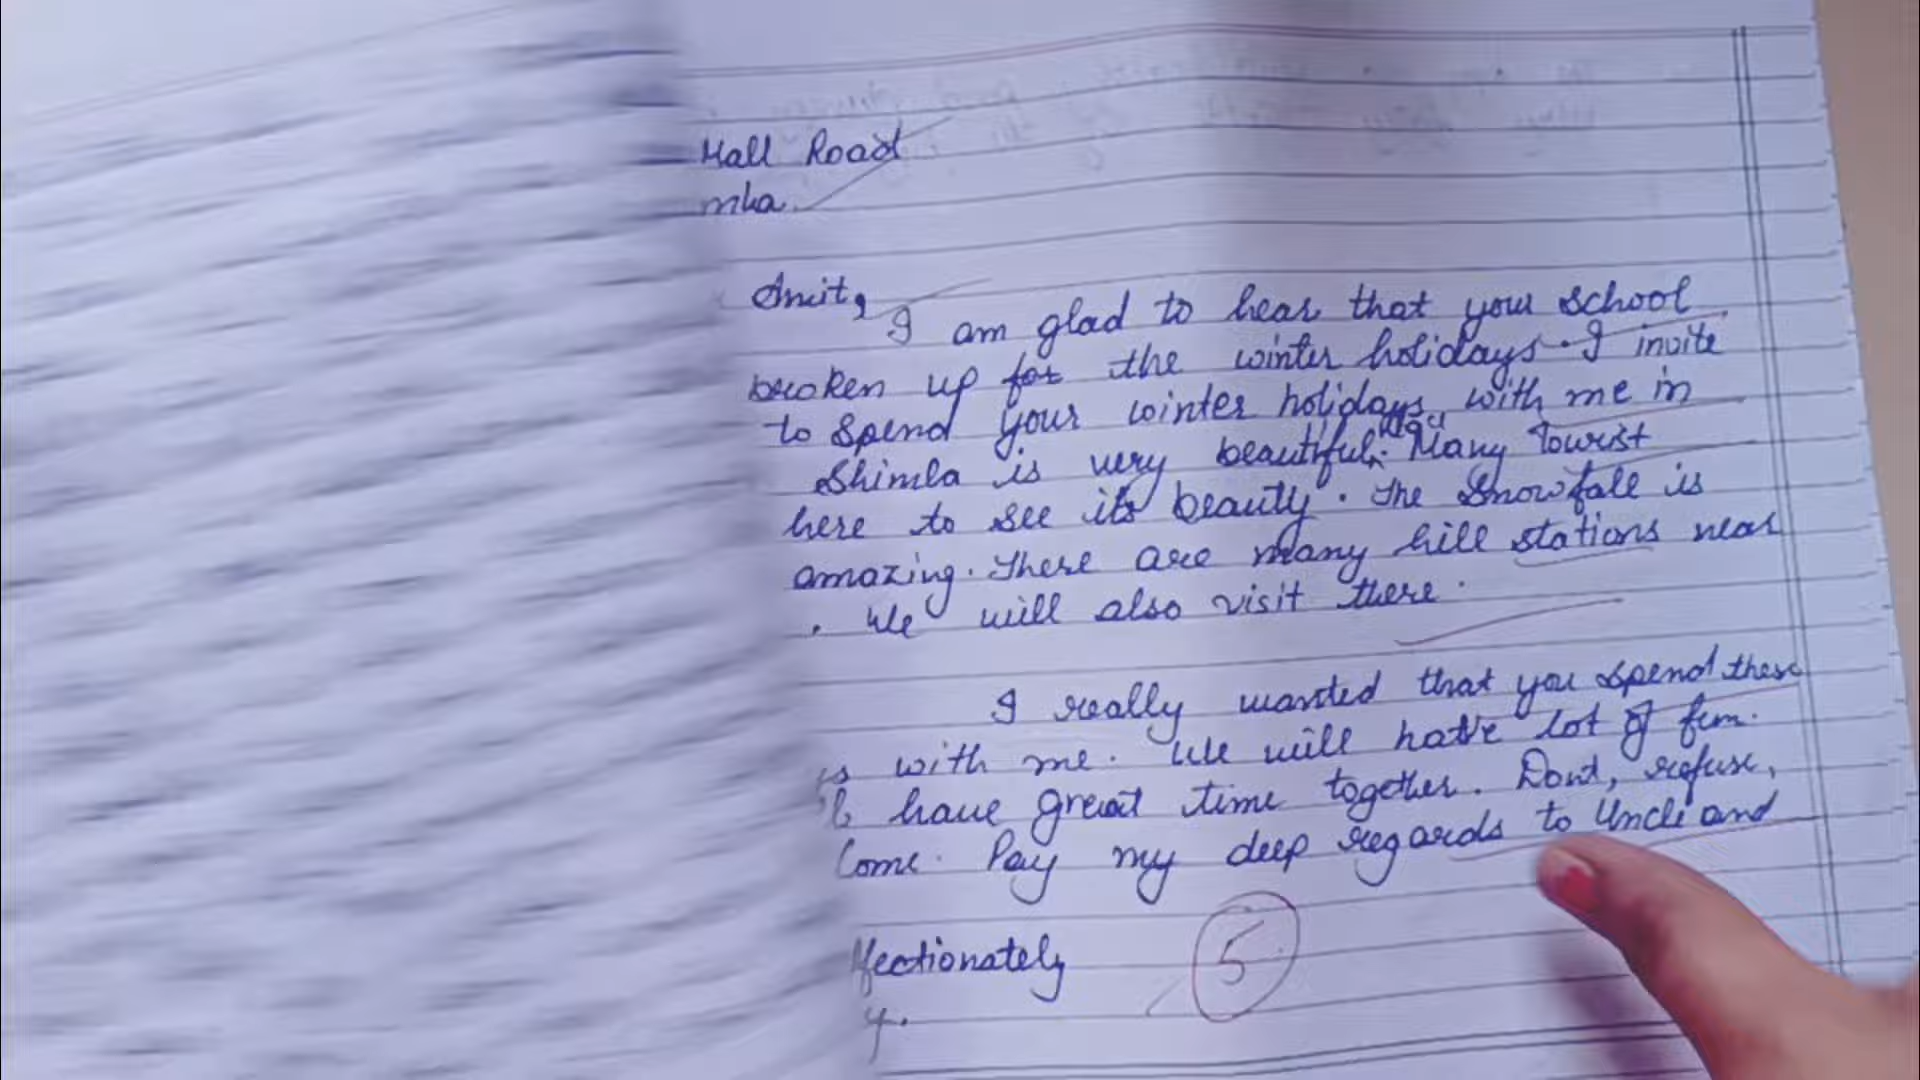 Mall Road
mla.
Amit,
I am glad to hear that your School
broken up for the winter holidays. I invite
to Spend your winter holidays with me in
Shimla is very beautiful. Many Tourist
here to see its beauty. The Snowfall is
amazing. There are many hill stations near
. We will also visit there.
I really wanted that you spend these
ys with me. We will have lot of fun.
have great time together. Dont, refuse,
Come. Pay my deep regards to Uncle and
ffectionately
5
y.